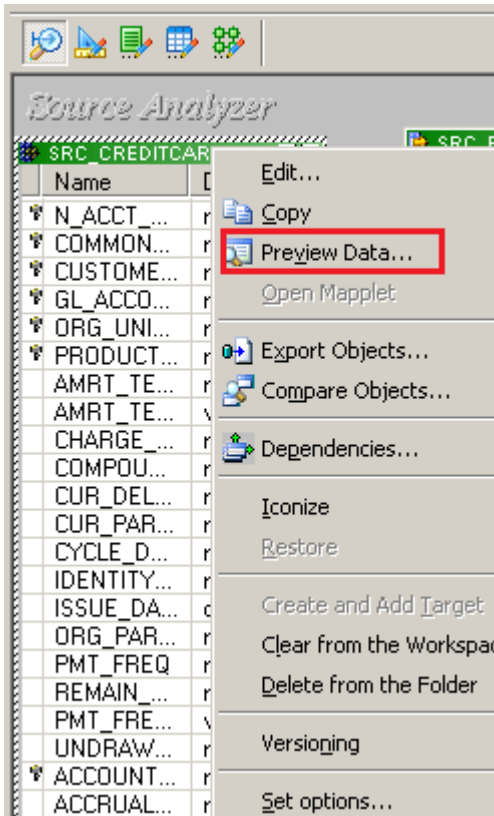 Source Analyzer
SRC_CREDITCAR
Name
N_ACCT_...
COMMON...
CUSTOME...
GL_ACCO...
ORG_UNI...
PRODUCT...
AMRT_TE...
AMRT_TE...
CHARGE_...
COMPOU...
CUR_DEL...
CUR_PAR...
CYCLE_D...
IDENTITY...
ISSUE_DA...
ORG_PAR...
PMT_FREQ
REMAIN_...
PMT_FRE...
UNDRAW...
ACCOUNT...
ACCRUAL...
Edit...
Copy
Preview Data...
Open Mapplet
Export Objects...
Compare Objects...
Dependencies...
Iconize
Restore
Create and Add Target
Clear from the Workspac
Delete from the Folder
Versioning
Set options...